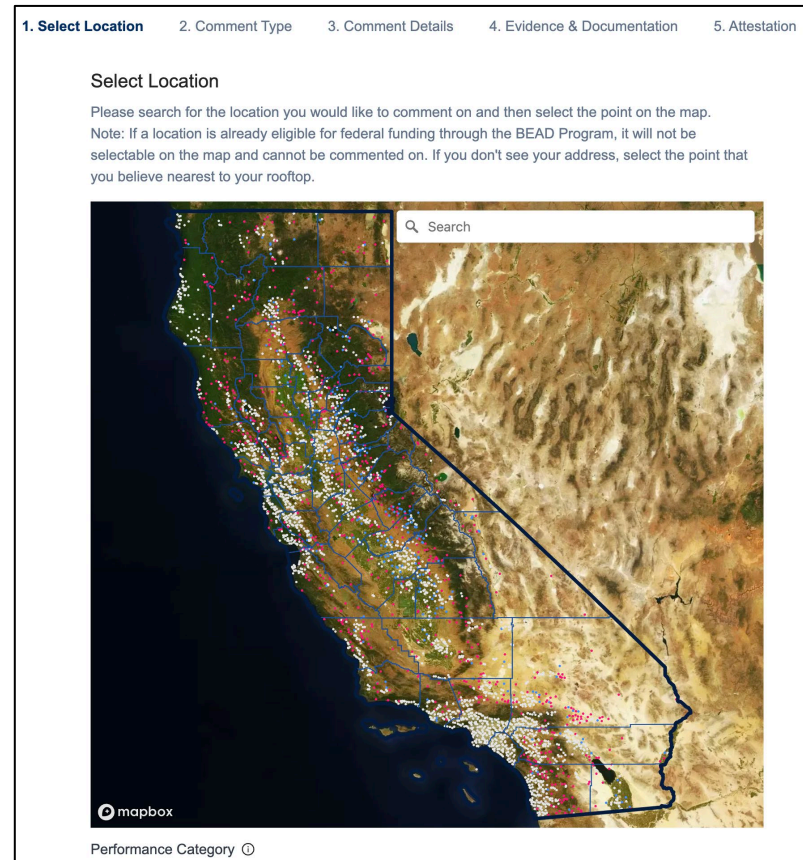 1. Select Location 2. Comment Type 3. Comment Details 4. Evidence & Documentation 5. Attestation
Select Location
Please search for the location you would like to comment on and then select the point on the map.
Note: If a location is already eligible for federal funding through the BEAD Program, it will not be
selectable on the map and cannot be commented on. If you don't see your address, select the point that
you believe nearest to your rooftop.
Search
mapbox
Performance Category